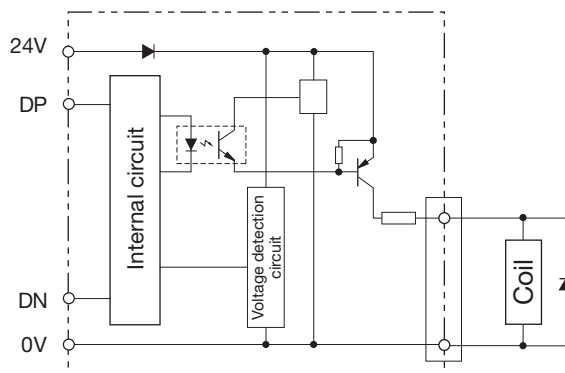 24V
DP
Internal circuit
Voltage detection
circuit
Coil
DN
0V